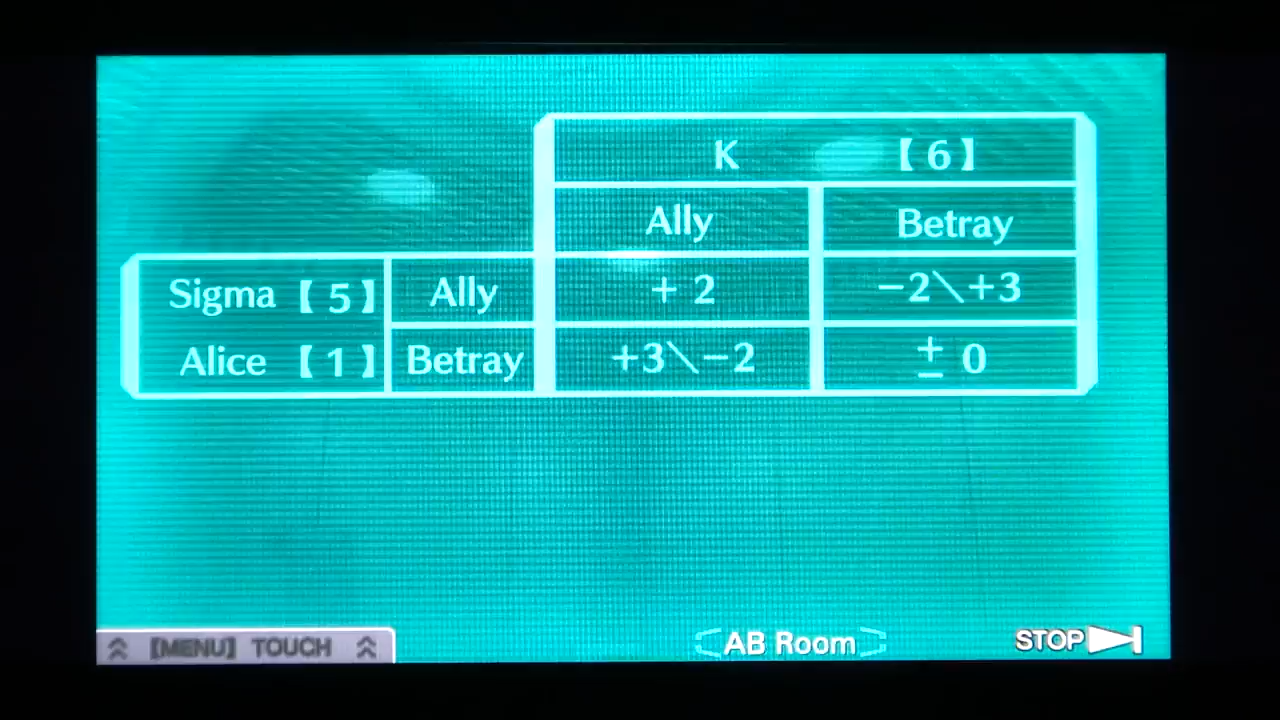 K 【6】
Ally Betray
Sigma 【5】 Ally +2 −2\+3
Alice 【1】 Betray +3\−2 ±0
【MENU】 TOUCH
AB Room
STOP